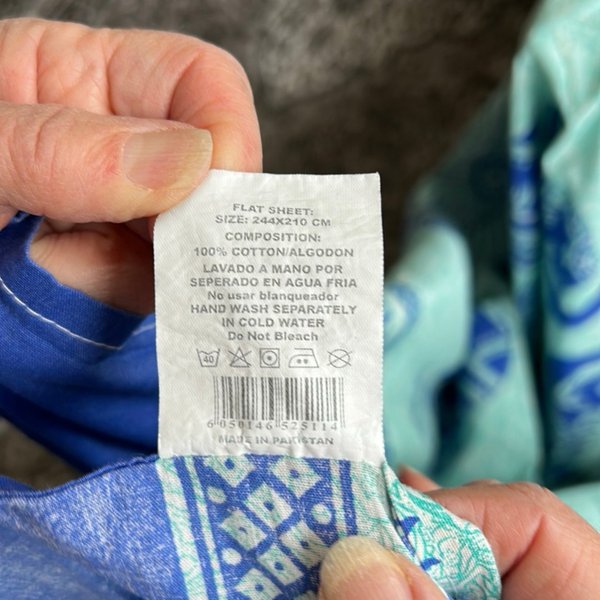 FLAT SHEET:
SIZE: 244X210 CM
COMPOSITION:
100% COTTON/ALGODON
LAVADO A MANO POR
SEPERADO EN AGUA FRIA
No usar blanqueador
HAND WASH SEPARATELY
IN COLD WATER
Do Not Bleach
40
6 050146 525114
MADE IN PAKISTAN